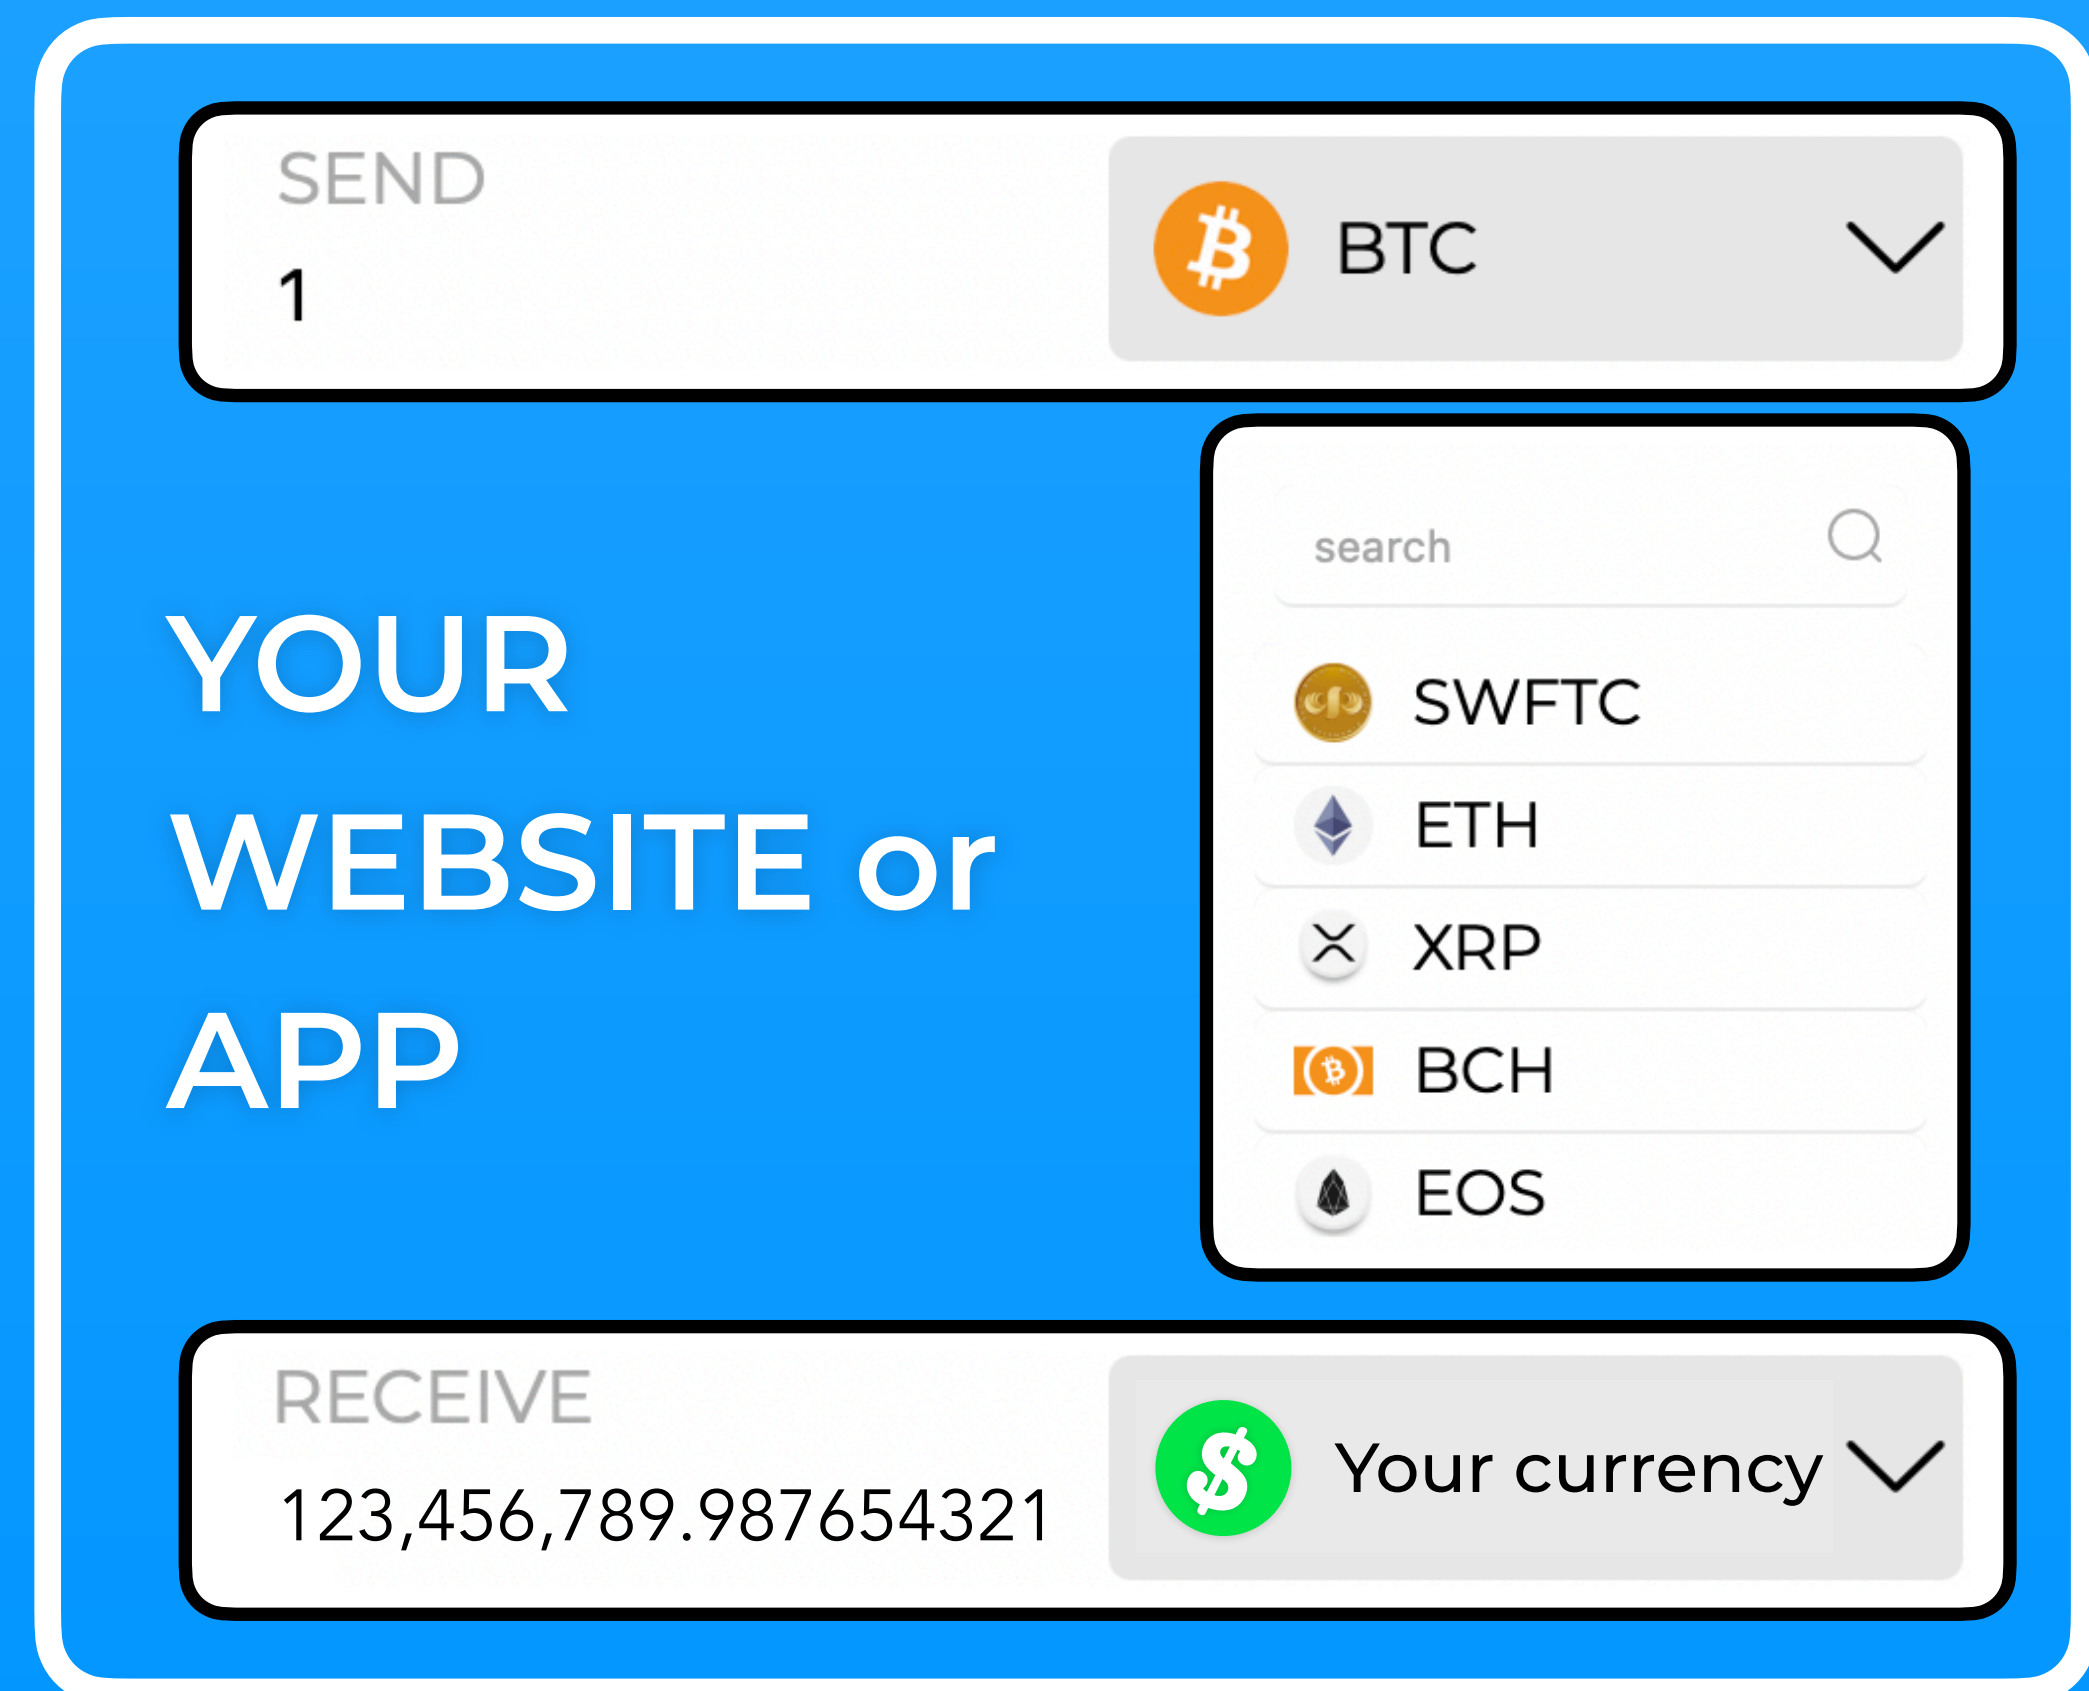 SEND
1
BTC
search
SWFTC
ETH
XRP
BCH
EOS
YOUR
WEBSITE or
APP
RECEIVE
123,456,789.987654321
Your currency